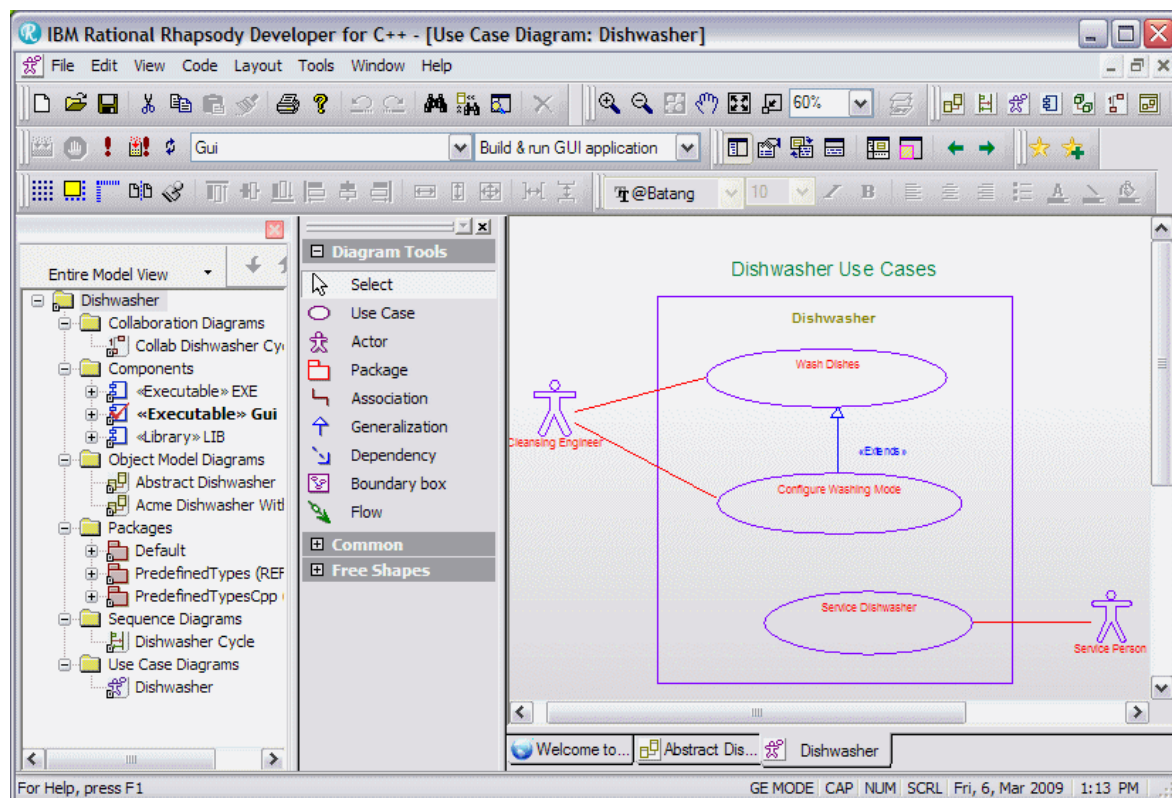 IBM Rational Rhapsody Developer for C++ - [Use Case Diagram: Dishwasher]
File Edit View Code Layout Tools Window Help
60%
Gui Build & run GUI application
@Batang 10
Entire Model View
Dishwasher
Collaboration Diagrams
Collab Dishwasher Cy
Components
«Executable» EXE
«Executable» Gui
«Library» LIB
Object Model Diagrams
Abstract Dishwasher
Acme Dishwasher Wit
Packages
Default
PredefinedTypes (REF
PredefinedTypesCpp
Sequence Diagrams
Dishwasher Cycle
Use Case Diagrams
Dishwasher
Diagram Tools
Select
Use Case
Actor
Package
Association
Generalization
Dependency
Boundary box
Flow
Common
Free Shapes
Dishwasher Use Cases
Dishwasher
Wash Dishes
Cleansing Engineer
«Extends»
Configure Washing Mode
Service Dishwasher
Service Person
Welcome to... Abstract Dis... Dishwasher
For Help, press F1 GE MODE CAP NUM SCRL Fri, 6, Mar 2009 1:13 PM